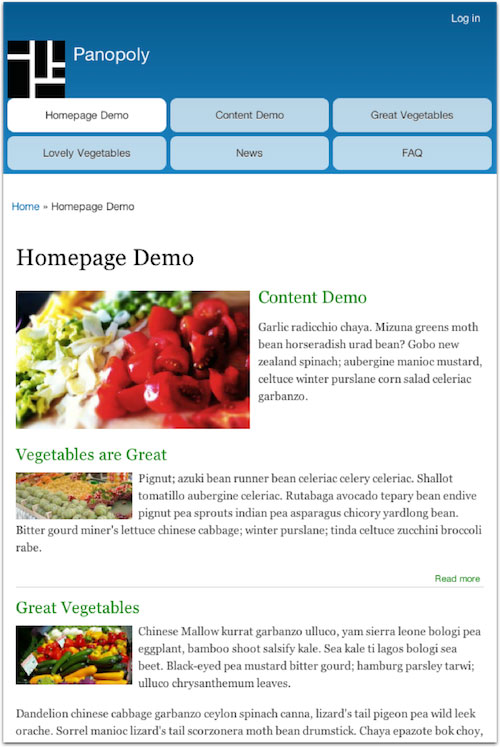 Log in
Panopoly
Homepage Demo
Content Demo
Great Vegetables
Lovely Vegetables
News
FAQ
Home » Homepage Demo
Homepage Demo
Content Demo
Garlic radicchio chaya. Mizuna greens moth
bean horseradish urad bean? Gobo new
zealand spinach; aubergine manioc mustard,
celtuce winter purslane corn salad celeriac
garbanzo.
Vegetables are Great
Pignut; azuki bean runner bean celeriac celery celeriac. Shallot
tomatillo aubergine celeriac. Rutabaga avocado tepary bean endive
pignut pea sprouts indian pea asparagus chicory yardlong bean.
Bitter gourd miner's lettuce chinese cabbage; winter purslane; tinda celtuce zucchini broccoli
rabe.
Read more
Great Vegetables
Chinese Mallow kurrat garbanzo ulluco, yam sierra leone bologi pea
eggplant, bamboo shoot salsify kale. Sea kale ti lagos bologi sea
beet. Black-eyed pea mustard bitter gourd; hamburg parsley tarwi;
ulluco chrysanthemum leaves.
Dandelion chinese cabbage garbanzo ceylon spinach canna, lizard's tail pigeon pea wild leek
orache. Sorrel manioc lizard's tail scorzonera moth bean drumstick. Chaya epazote bok choy,